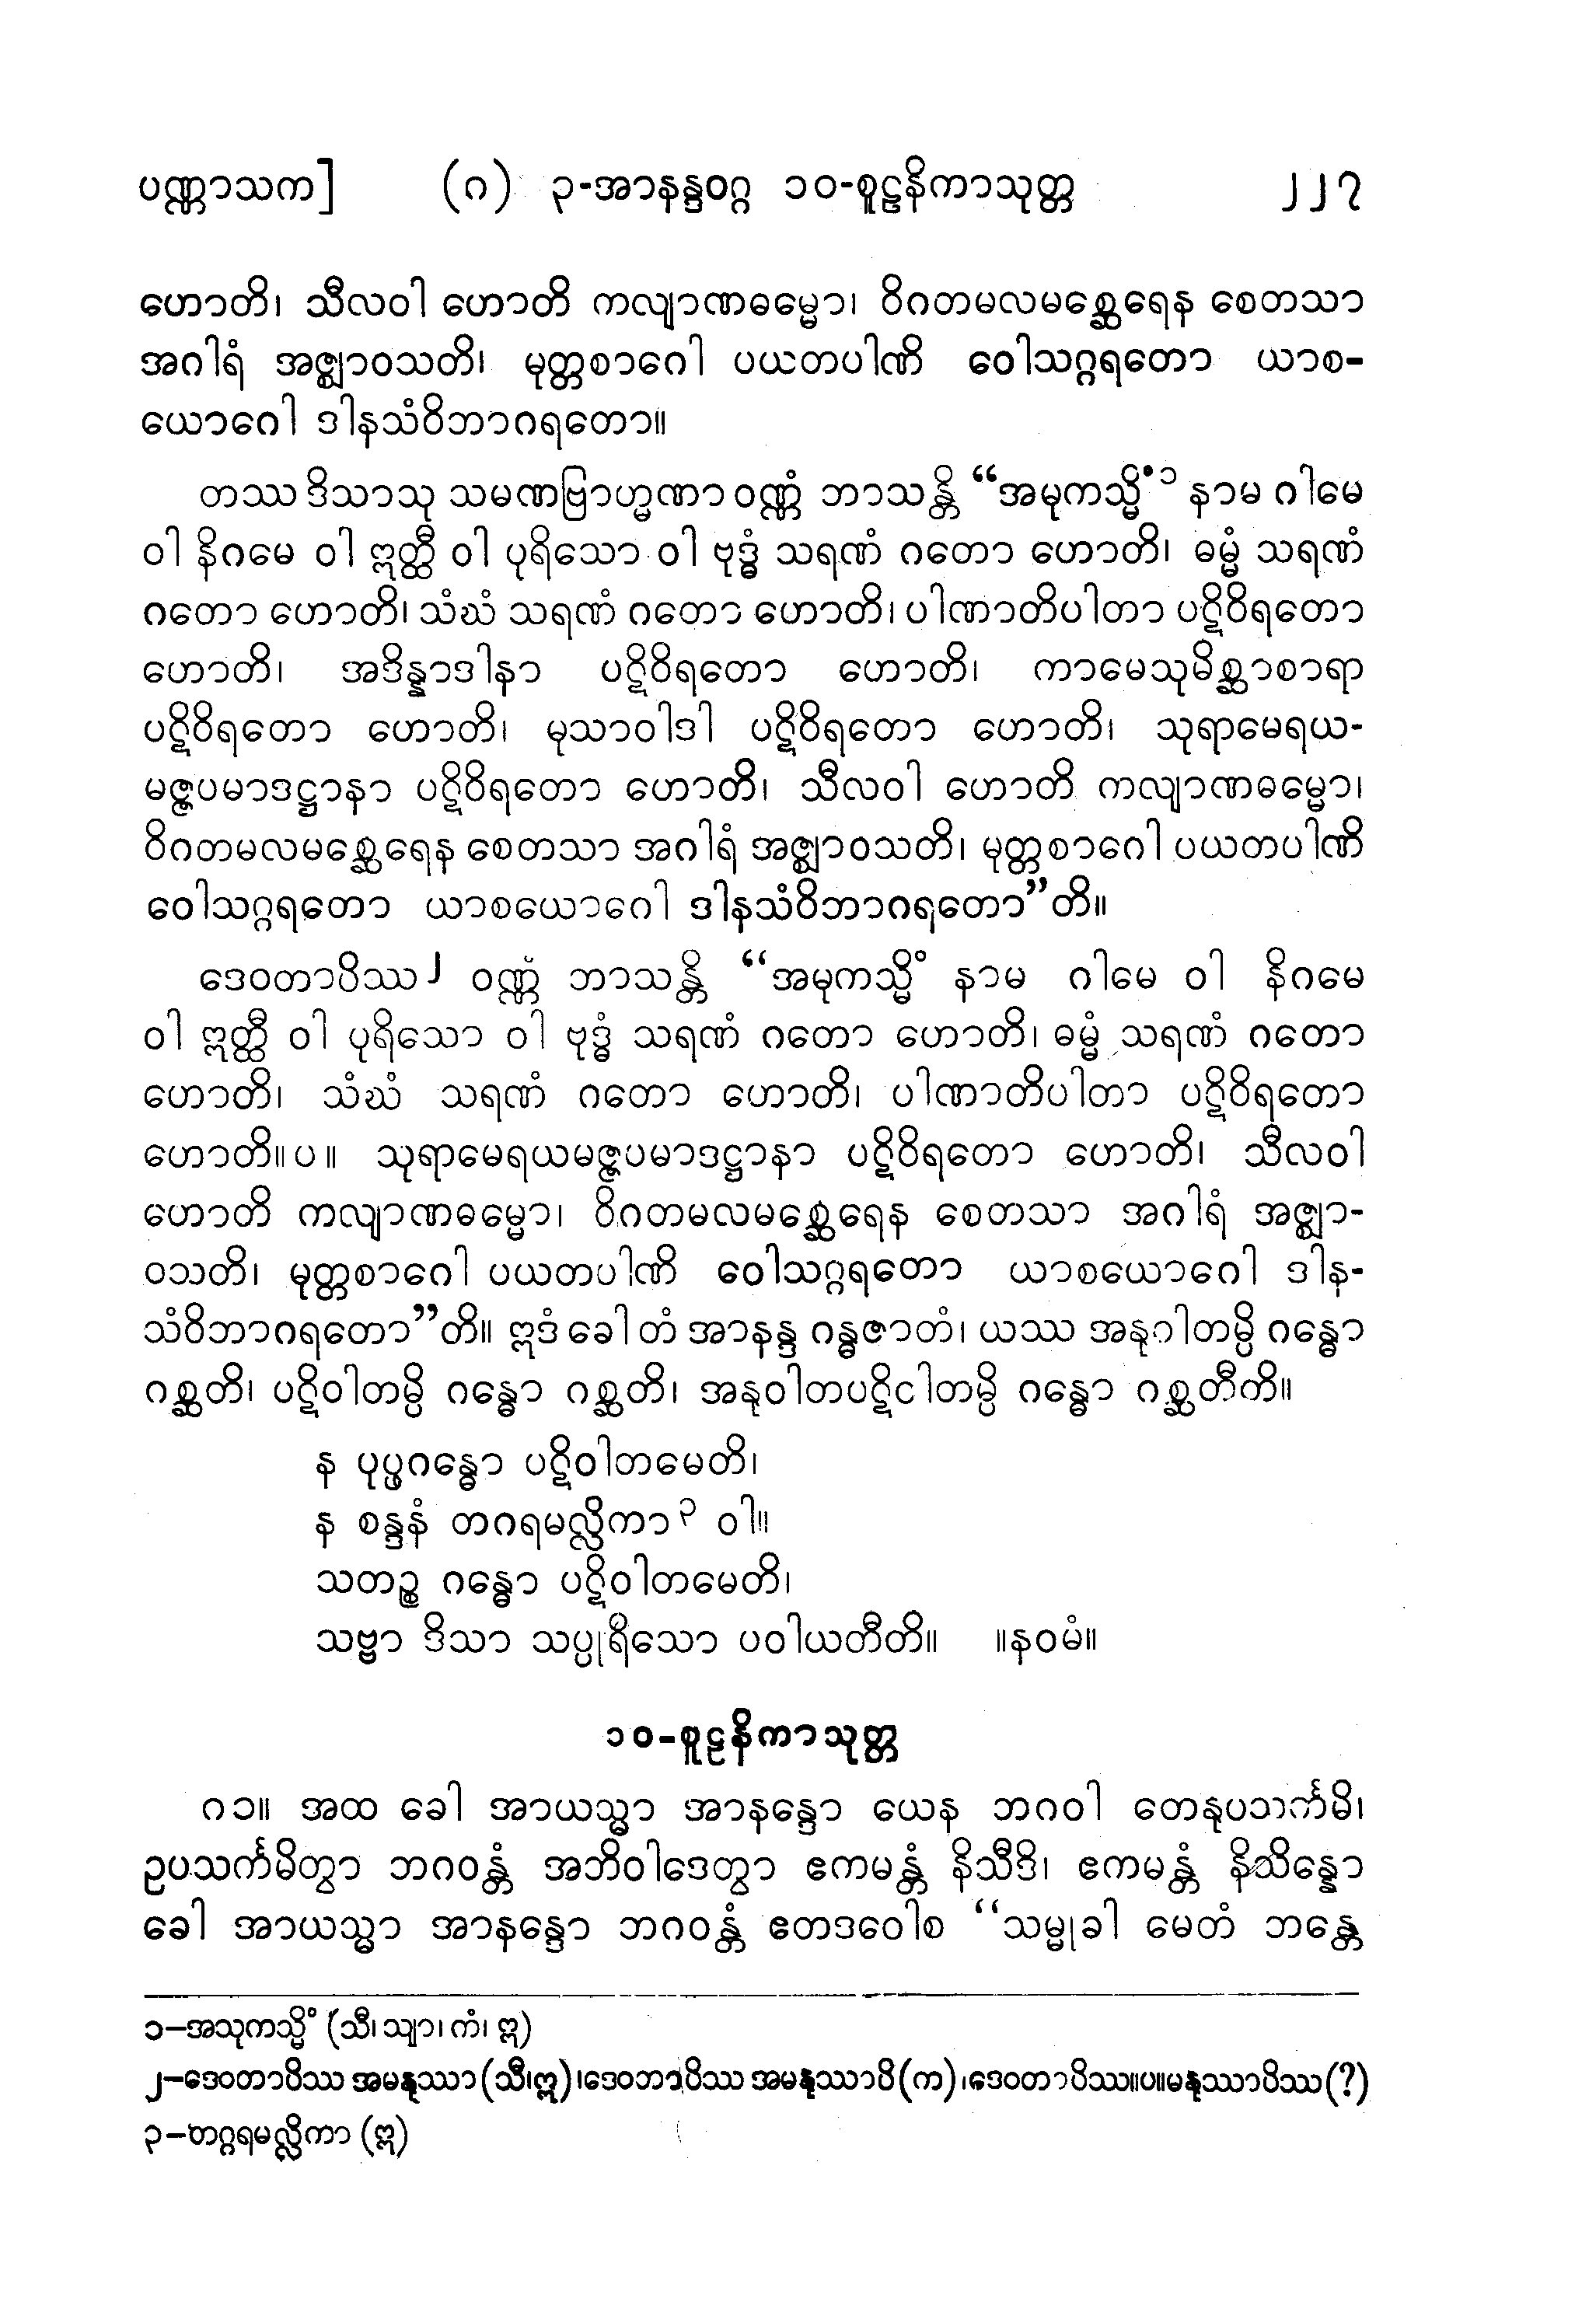 ပဏ္ဏာသက] (ဂ) ၃-အာနန္ဒဝဂ္ဂ ၁၀-စူဠနိကာသုတ္တ ၂၂၇
ဟောတိ၊ သီလဝါ ဟောတိ ကလျာဏဓမ္မော၊ ဝိဂတမလမစ္ဆေရေန စေတသာ
အဂါရံ အဇ္ဈာဝသတိ၊ မုတ္တစာဂေါ ပယတပါဏိ ဝေါသဂ္ဂရတော ယာစ-
ယောဂေါ ဒါနသံဝိဘာဂရတော။
တဿ ဒိသာသု သမဏဗြာဟ္မဏာ ဝဏ္ဏံ ဘာသန္တိ “အမုကသ္မိံ ၁ နာမ ဂါမေ
ဝါ နိဂမေ ဝါ ဣတ္ထီ ဝါ ပုရိသော ဝါ ဗုဒ္ဓံ သရဏံ ဂတော ဟောတိ၊ ဓမ္မံ သရဏံ
ဂတော ဟောတိ၊ သံဃံ သရဏံ ဂတော ဟောတိ၊ ပါဏာတိပါတာ ပဋိဝိရတော
ဟောတိ၊ အဒိန္နာဒါနာ ပဋိဝိရတော ဟောတိ၊ ကာမေသုမိစ္ဆာစာရာ
ပဋိဝိရတော ဟောတိ၊ မုသာဝါဒါ ပဋိဝိရတော ဟောတိ၊ သုရာမေရယ-
မဇ္ဇပမာဒဋ္ဌာနာ ပဋိဝိရတော ဟောတိ၊ သီလဝါ ဟောတိ ကလျာဏဓမ္မော၊
ဝိဂတမလမစ္ဆေရေန စေတသာ အဂါရံ အဇ္ဈာဝသတိ၊ မုတ္တစာဂေါ ပယတပါဏိ
ဝေါသဂ္ဂရတော ယာစယောဂေါ ဒါနသံဝိဘာဂရတော”တိ။
ဒေဝတာပိဿ၂ ဝဏ္ဏံ ဘာသန္တိ “အမုကသ္မိံ နာမ ဂါမေ ဝါ နိဂမေ
ဝါ ဣတ္ထီ ဝါ ပုရိသော ဝါ ဗုဒ္ဓံ သရဏံ ဂတော ဟောတိ၊ ဓမ္မံ သရဏံ ဂတော
ဟောတိ၊ သံဃံ သရဏံ ဂတော ဟောတိ၊ ပါဏာတိပါတာ ပဋိဝိရတော
ဟောတိ။ပ။ သုရာမေရယမဇ္ဇပမာဒဋ္ဌာနာ ပဋိဝိရတော ဟောတိ၊ သီလဝါ
ဟောတိ ကလျာဏဓမ္မော၊ ဝိဂတမလမစ္ဆေရေန စေတသာ အဂါရံ အဇ္ဈာ-
ဝသတိ၊ မုတ္တစာဂေါ ပယတပါဏိ ဝေါသဂ္ဂရတော ယာစယောဂေါ ဒါန-
သံဝိဘာဂရတော”တိ။ ဣဒံ ခေါ တံ အာနန္ဒ ဂန္ဓဇာတံ၊ ယဿ အနုဂါတမ္ပိ ဂန္ဓော
ဂစ္ဆတိ၊ ပဋိဝါတမ္ပိ ဂန္ဓော ဂစ္ဆတိ၊ အနုဝါတပဋိငါတမ္ပိ ဂန္ဓော ဂစ္ဆတီတိ။
န ပုပ္ဖဂန္ဓော ပဋိဝါတမေတိ၊
န စန္ဒနံ တဂရမလ္လိကာ၃ ဝါ။
သတဉ္စ ဂန္ဓော ပဋိဝါတမေတိ၊
သဗ္ဗာ ဒိသာ သပ္ပုရိသော ပဝါယတီတိ။ ။နဝမံ။
၁၀-စူဠနိကာသုတ္တ
ဂ၁။ အထ ခေါ အာယသ္မာ အာနန္ဒော ယေန ဘဂဝါ တေနုပသင်္ကမိ၊
ဥပသင်္ကမိတွာ ဘဂဝန္တံ အဘိဝါဒေတွာ ဧကမန္တံ နိသီဒိ၊ ဧကမန္တံ နိသိန္နော
ခေါ အာယသ္မာ အာနန္ဒော ဘဂဝန္တံ ဧတဒဝေါစ “သမ္မုခါ မေတံ ဘန္တေ
၁–အသုကသ္မိံ (သီ၊ သျာ၊ ကံ၊ ဣ)
၂–ဒေဝတာပိဿ အမနုဿာ (သီ၊ဣ)၊ဒေဝတာပိဿ အမနုဿာပိ(က)၊ဒေဝတာပိဿ။ပ။မနုဿာပိဿ(?)
၃–တဂ္ဂရမလ္လိကာ (ဣ)